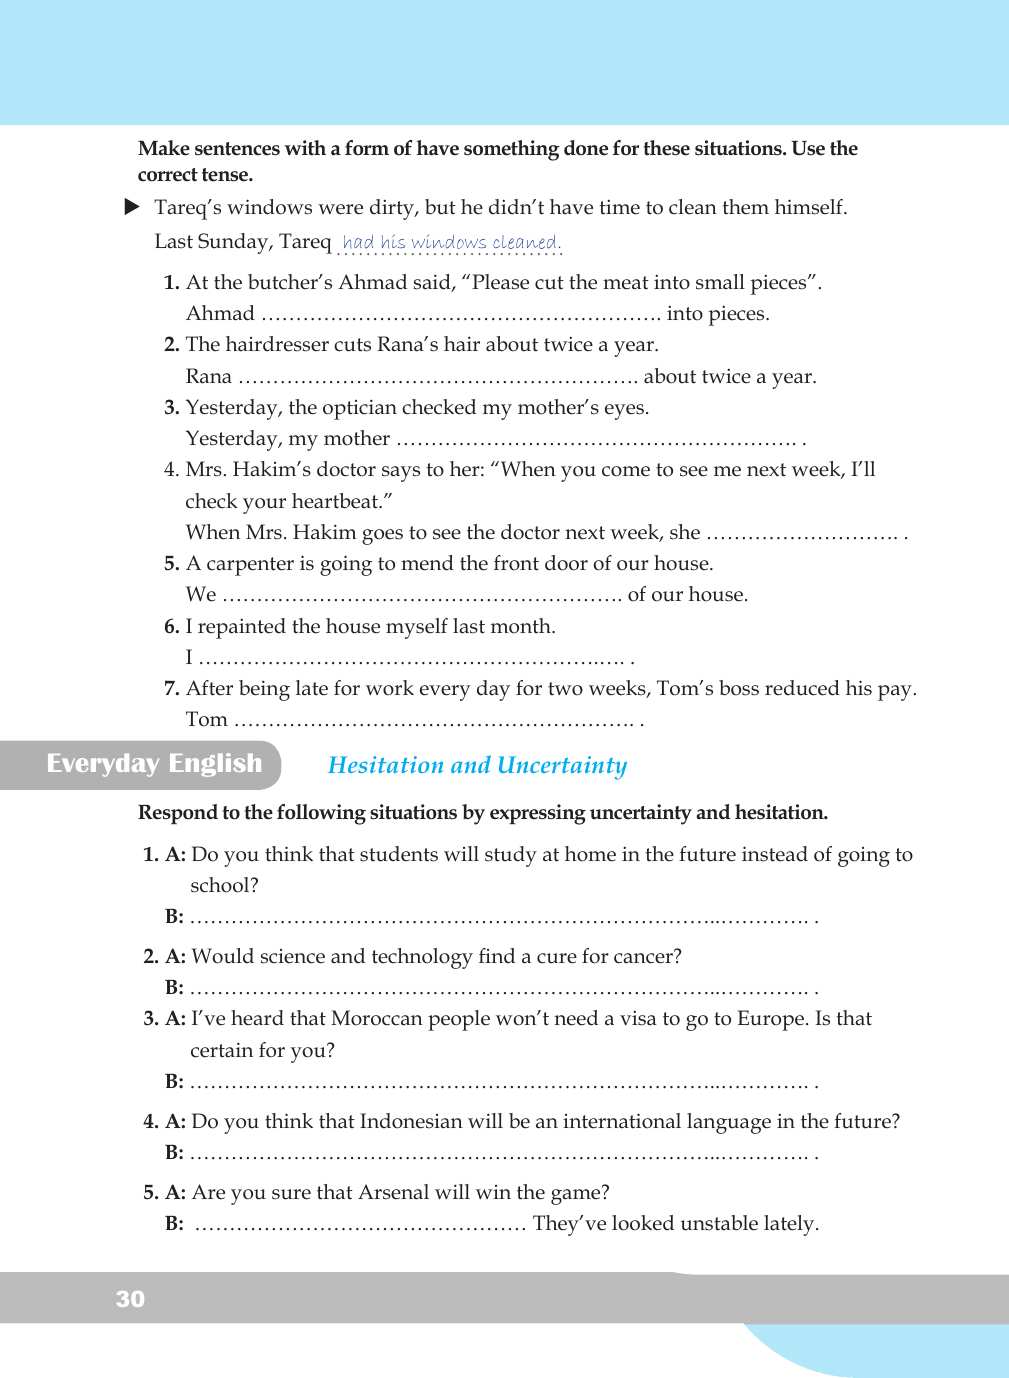 Make sentences with a form of have something done for these situations. Use the
correct tense.
▶ Tareq’s windows were dirty, but he didn’t have time to clean them himself.
Last Sunday, Tareq had his windows cleaned.
1. At the butcher’s Ahmad said, “Please cut the meat into small pieces”.
Ahmad …………………………………………………. into pieces.
2. The hairdresser cuts Rana’s hair about twice a year.
Rana …………………………………………………. about twice a year.
3. Yesterday, the optician checked my mother’s eyes.
Yesterday, my mother …………………………………………………. .
4. Mrs. Hakim’s doctor says to her: “When you come to see me next week, I’ll
check your heartbeat.”
When Mrs. Hakim goes to see the doctor next week, she ………………………. .
5. A carpenter is going to mend the front door of our house.
We …………………………………………………. of our house.
6. I repainted the house myself last month.
I ………………………………………………….…. .
7. After being late for work every day for two weeks, Tom’s boss reduced his pay.
Tom …………………………………………………. .
Everyday English Hesitation and Uncertainty
Respond to the following situations by expressing uncertainty and hesitation.
1. A: Do you think that students will study at home in the future instead of going to
school?
B: …………………………………………………………………..…………. .
2. A: Would science and technology find a cure for cancer?
B: …………………………………………………………………..…………. .
3. A: I’ve heard that Moroccan people won’t need a visa to go to Europe. Is that
certain for you?
B: …………………………………………………………………..…………. .
4. A: Do you think that Indonesian will be an international language in the future?
B: …………………………………………………………………..…………. .
5. A: Are you sure that Arsenal will win the game?
B: ………………………………………… They’ve looked unstable lately.
30